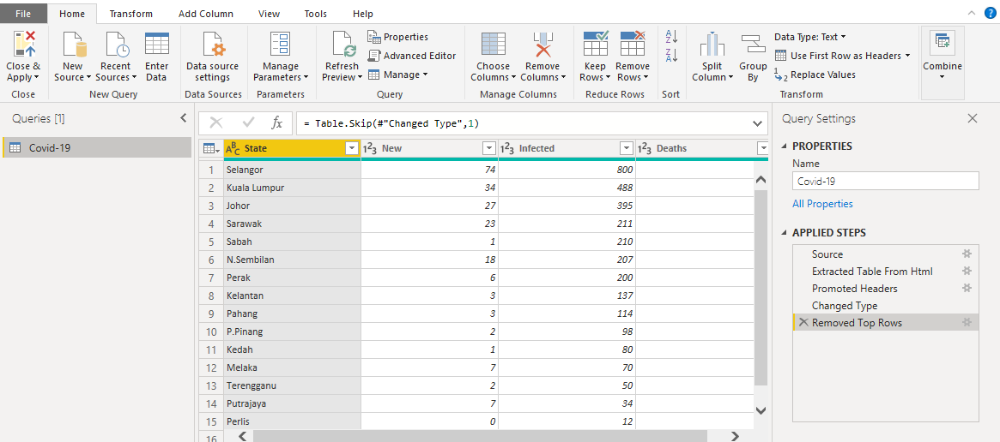 File Home Transform Add Column View Tools Help
Close & Apply New Source Recent Sources Enter Data Data source settings Manage Parameters Refresh Preview Properties Advanced Editor Manage Choose Columns Remove Columns Keep Rows Remove Rows A Z Z A Split Column Group By Data Type: Text Use First Row as Headers 1 2 Replace Values Combine
Close New Query Data Sources Parameters Query Manage Columns Reduce Rows Sort Transform
Queries [1]
Covid-19
fx = Table.Skip(#"Changed Type",1)
ABC State 123 New 123 Infected 123 Deaths
1 Selangor 74 800
2 Kuala Lumpur 34 488
3 Johor 27 395
4 Sarawak 23 211
5 Sabah 1 210
6 N.Sembilan 18 207
7 Perak 6 200
8 Kelantan 3 137
9 Pahang 3 114
10 P.Pinang 2 98
11 Kedah 1 80
12 Melaka 7 70
13 Terengganu 2 50
14 Putrajaya 7 34
15 Perlis 0 12
16
Query Settings
PROPERTIES
Name
Covid-19
All Properties
APPLIED STEPS
Source
Extracted Table From Html
Promoted Headers
Changed Type
Removed Top Rows